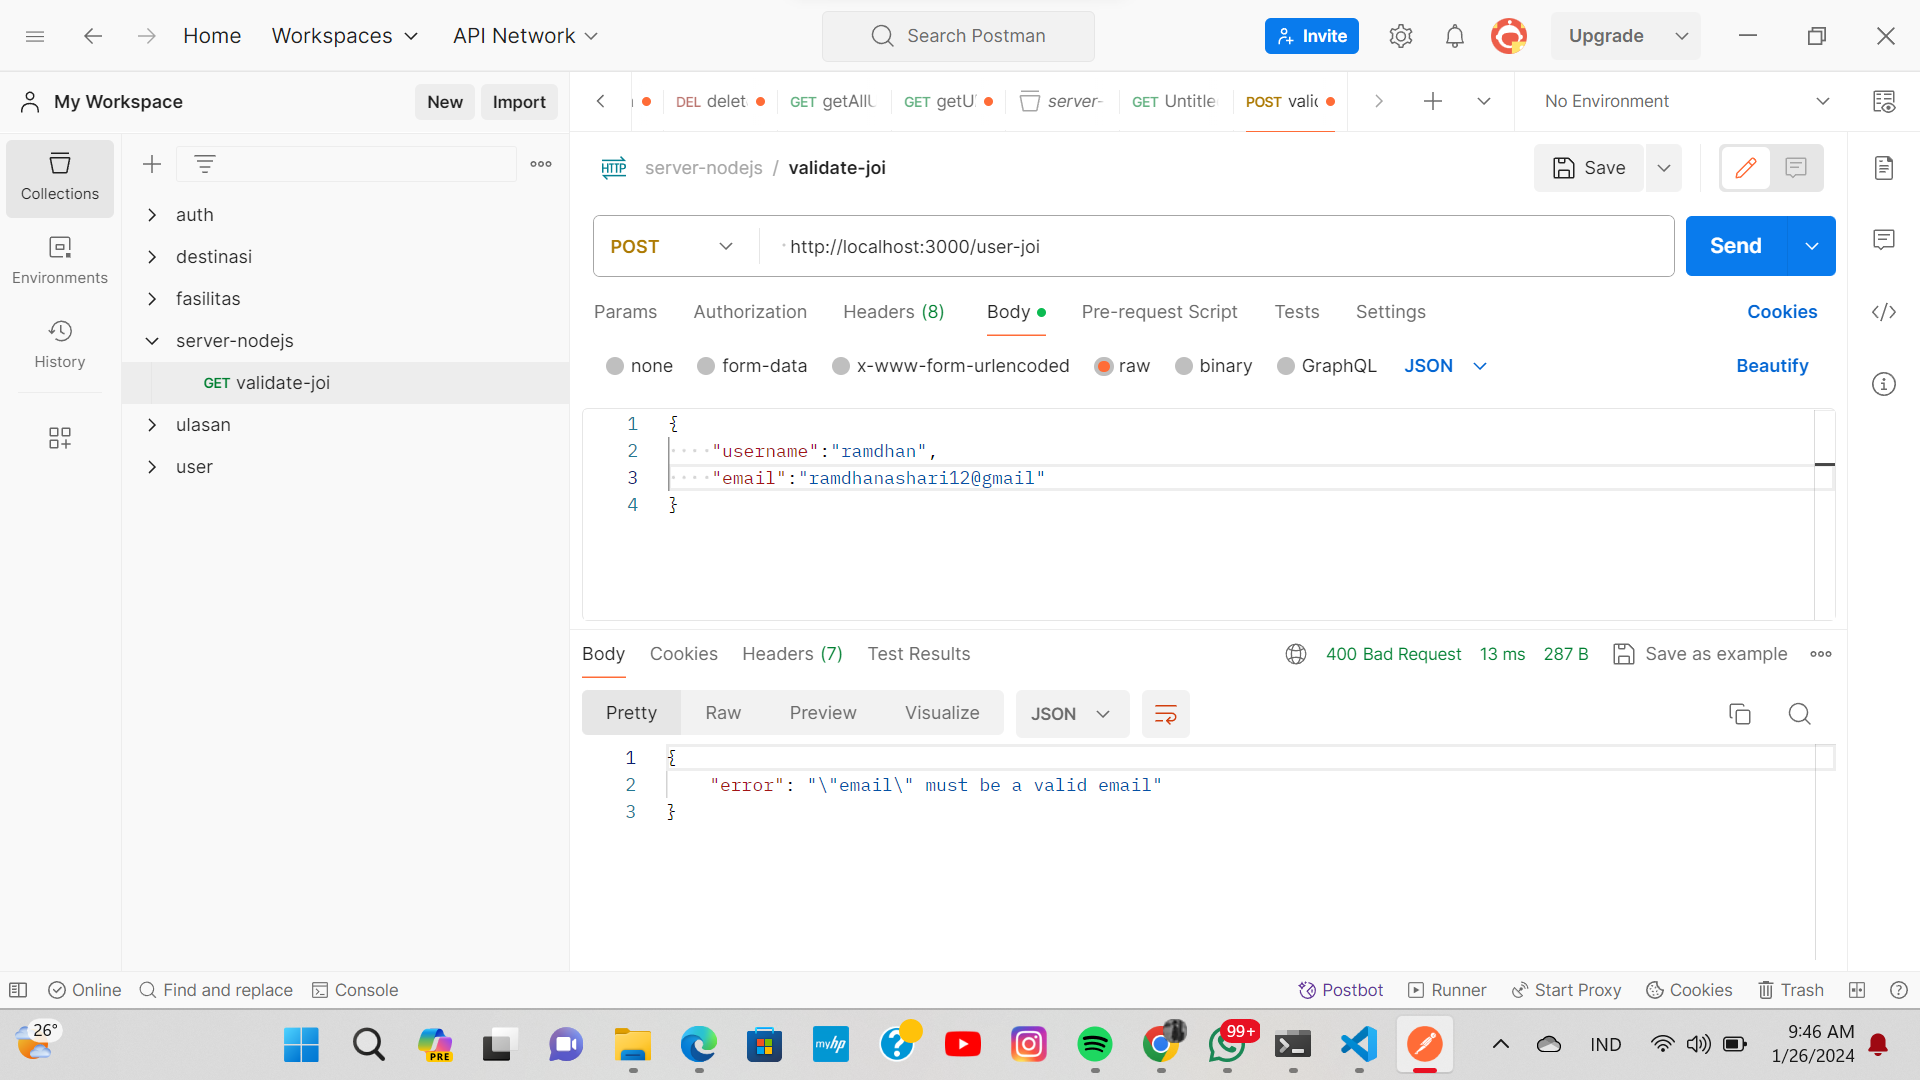 Home
Workspaces
API Network
Search Postman
Invite
Upgrade
My Workspace
New
Import
DEL delet
GET getAllU
GET getU
server-
GET Untitle
POST valid
No Environment
Collections
Environments
History
auth
destinasi
fasilitas
server-nodejs
GET validate-joi
ulasan
user
HTTP
server-nodejs / validate-joi
Save
POST
http://localhost:3000/user-joi
Send
Params
Authorization
Headers (8)
Body
Pre-request Script
Tests
Settings
Cookies
none
form-data
x-www-form-urlencoded
raw
binary
GraphQL
JSON
Beautify
1 {
2 "username":"ramdhan",
3 "email":"ramdhanashari12@gmail"
4 }
Body
Cookies
Headers (7)
Test Results
400 Bad Request
13 ms
287 B
Save as example
Pretty
Raw
Preview
Visualize
JSON
1 {
2 "error": "\"email\" must be a valid email"
3 }
Online
Find and replace
Console
Postbot
Runner
Start Proxy
Cookies
Trash
26°
PRE
myhp
99+
IND
9:46 AM
1/26/2024